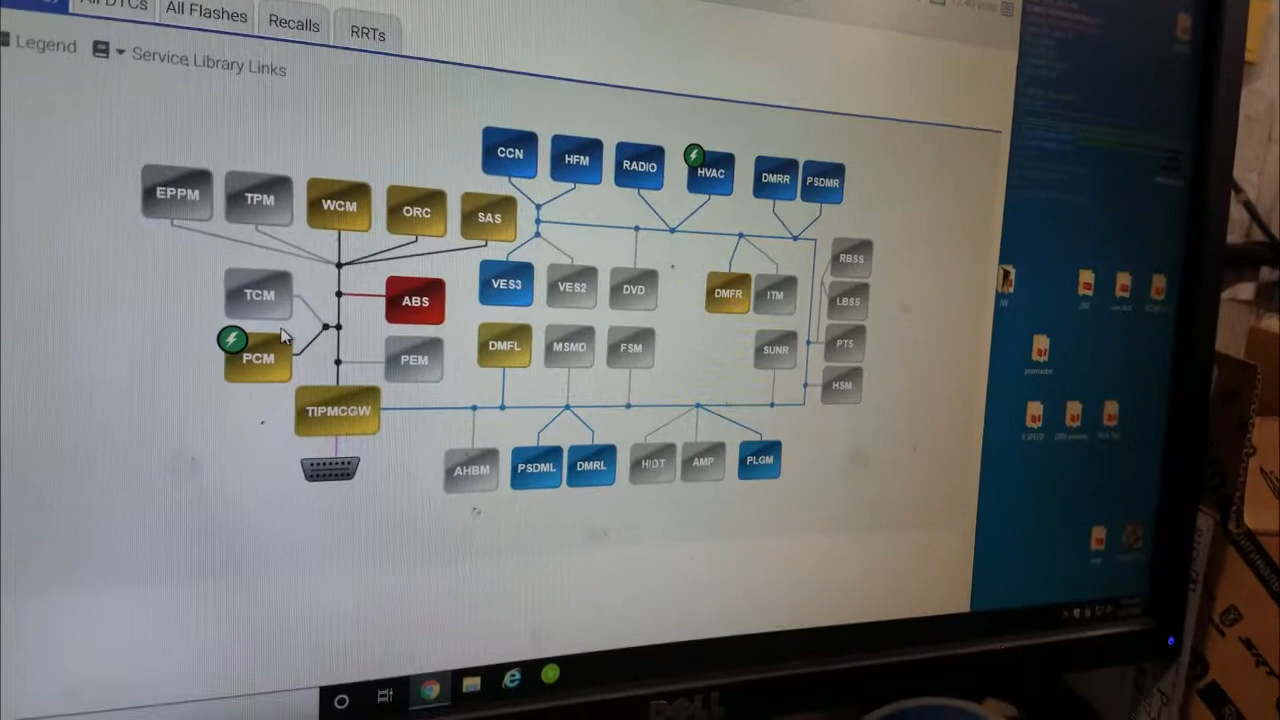 All DTCs
All Flashes
Recalls
RRTs
Legend
Service Library Links
CCN
HFM
RADIO
HVAC
DMRR
PSDMR
EPPM
TPM
WCM
ORC
SAS
RBSS
TCM
ABS
VES3
VES2
DVD
DMFR
ITM
LBSS
PCM
PEM
DMFL
MSMD
FSM
SUNR
PTS
HSM
TIPMCGW
AHBM
PSDML
DMRL
AMP
PLGM
DELL